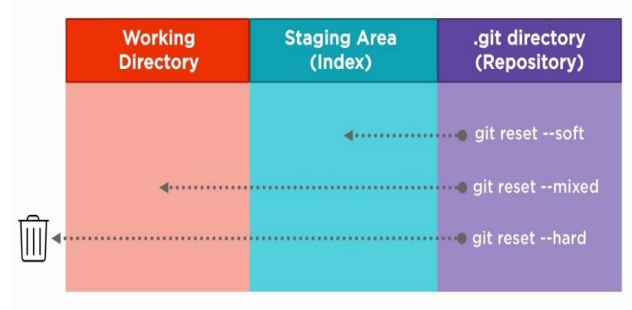 Working
Directory
Staging Area
(Index)
.git directory
(Repository)
git reset --soft
git reset --mixed
git reset --hard